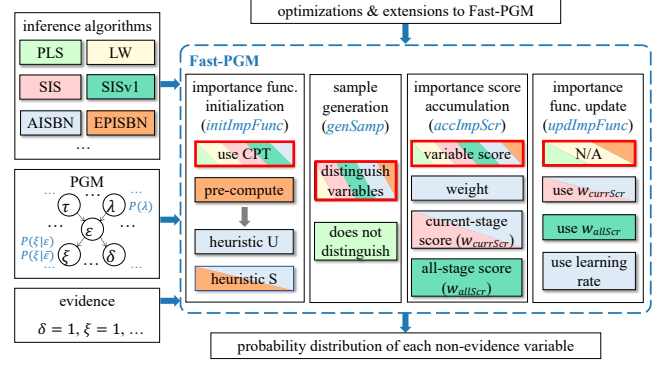 inference algorithms
PLS
LW
SIS
SISv1
AISBN
EPISBN
…
PGM
… …
τ λ
P(λ)
… … …
ε
P(ξ|ε)
P(ξ|ε̄)
ξ … δ
… …
evidence
δ = 1, ξ = 1, …
optimizations & extensions to Fast-PGM
Fast-PGM
importance func.
initialization
(initImpFunc)
use CPT
pre-compute
heuristic U
heuristic S
sample
generation
(genSamp)
distinguish
variables
does not
distinguish
importance score
accumulation
(accImpScr)
variable score
weight
current-stage
score (w_currScr)
all-stage score
(w_allScr)
importance
func. update
(updImpFunc)
N/A
use w_currScr
use w_allScr
use learning
rate
probability distribution of each non-evidence variable